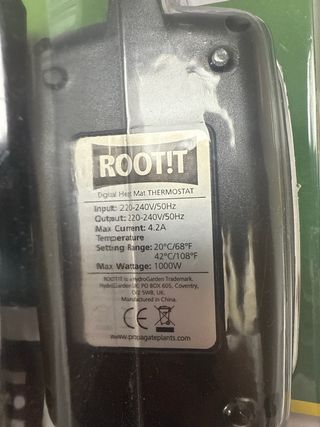 ROOT!T
Digital Heat Mat THERMOSTAT
Input: 220-240V/50Hz
Output: 220-240V/50Hz
Max Current: 4.2A
Temperature
Setting Range: 20°C/68°F
42°C/108°F
Max Wattage: 1000W
ROOT!T is a HydroGarden Trademark.
HydroGarden UK PO BOX 605, Coventry,
CV2 5WB, UK.
Manufactured in China.
CE
www.propagateplants.com